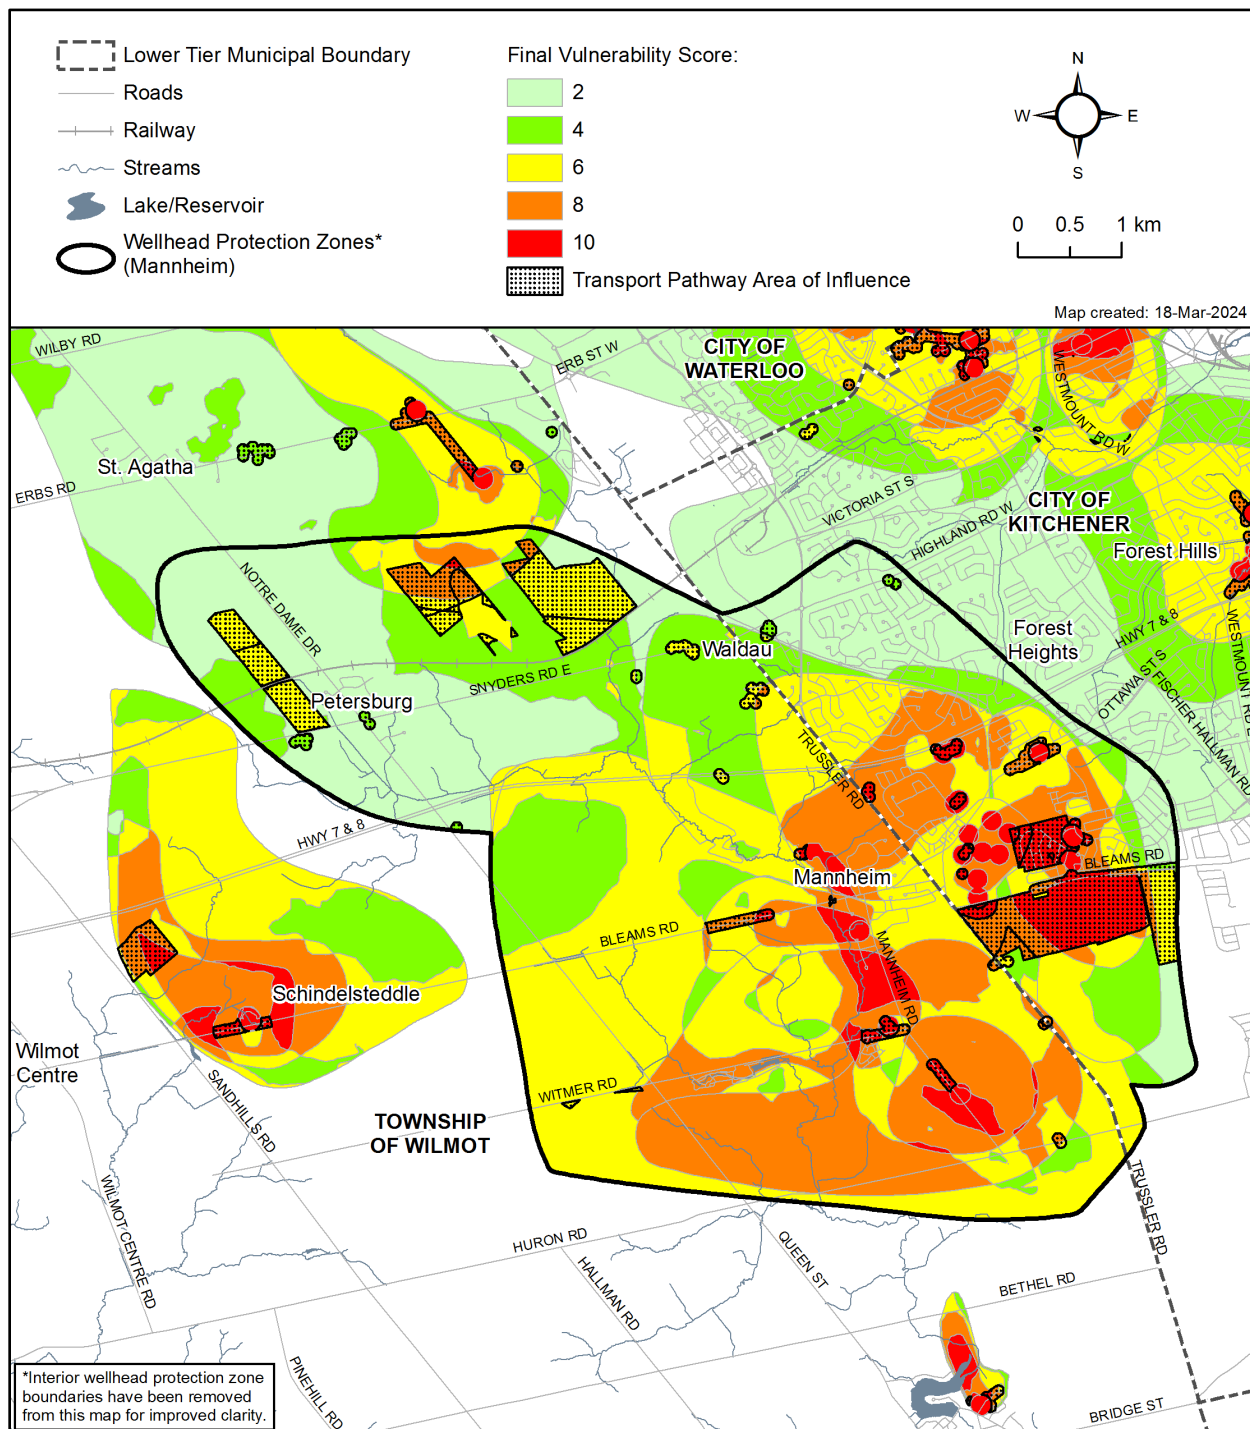 Lower Tier Municipal Boundary
Roads
Railway
Streams
Lake/Reservoir
Wellhead Protection Zones*
(Mannheim)
Final Vulnerability Score:
2
4
6
8
10
Transport Pathway Area of Influence
N
W
E
S
0 0.5 1 km
Map created: 18-Mar-2024
WILBY RD
ERB ST W
CITY OF
WATERLOO
WESTMOUNT RD W
St. Agatha
ERBS RD
VICTORIA ST S
HIGHLAND RD W
CITY OF
KITCHENER
Forest Hills
NOTRE DAME DR
HWY 7 & 8
WESTMOUNT RD E
Forest
Heights
Waldau
SNYDERS RD E
OTTAWA ST S
FISCHER HALLMAN RD
Petersburg
TRUSSLER RD
HWY 7 & 8
BLEAMS RD
Mannheim
BLEAMS RD
MANNHEIM RD
Schindelsteddle
Wilmot
Centre
SANDHILLS RD
WITMER RD
TOWNSHIP
OF WILMOT
WILMOT CENTRE RD
TRUSSLER RD
HURON RD
QUEEN ST
HALLMAN RD
BETHEL RD
PINEHILL RD
BRIDGE ST
*Interior wellhead protection zone
boundaries have been removed
from this map for improved clarity.